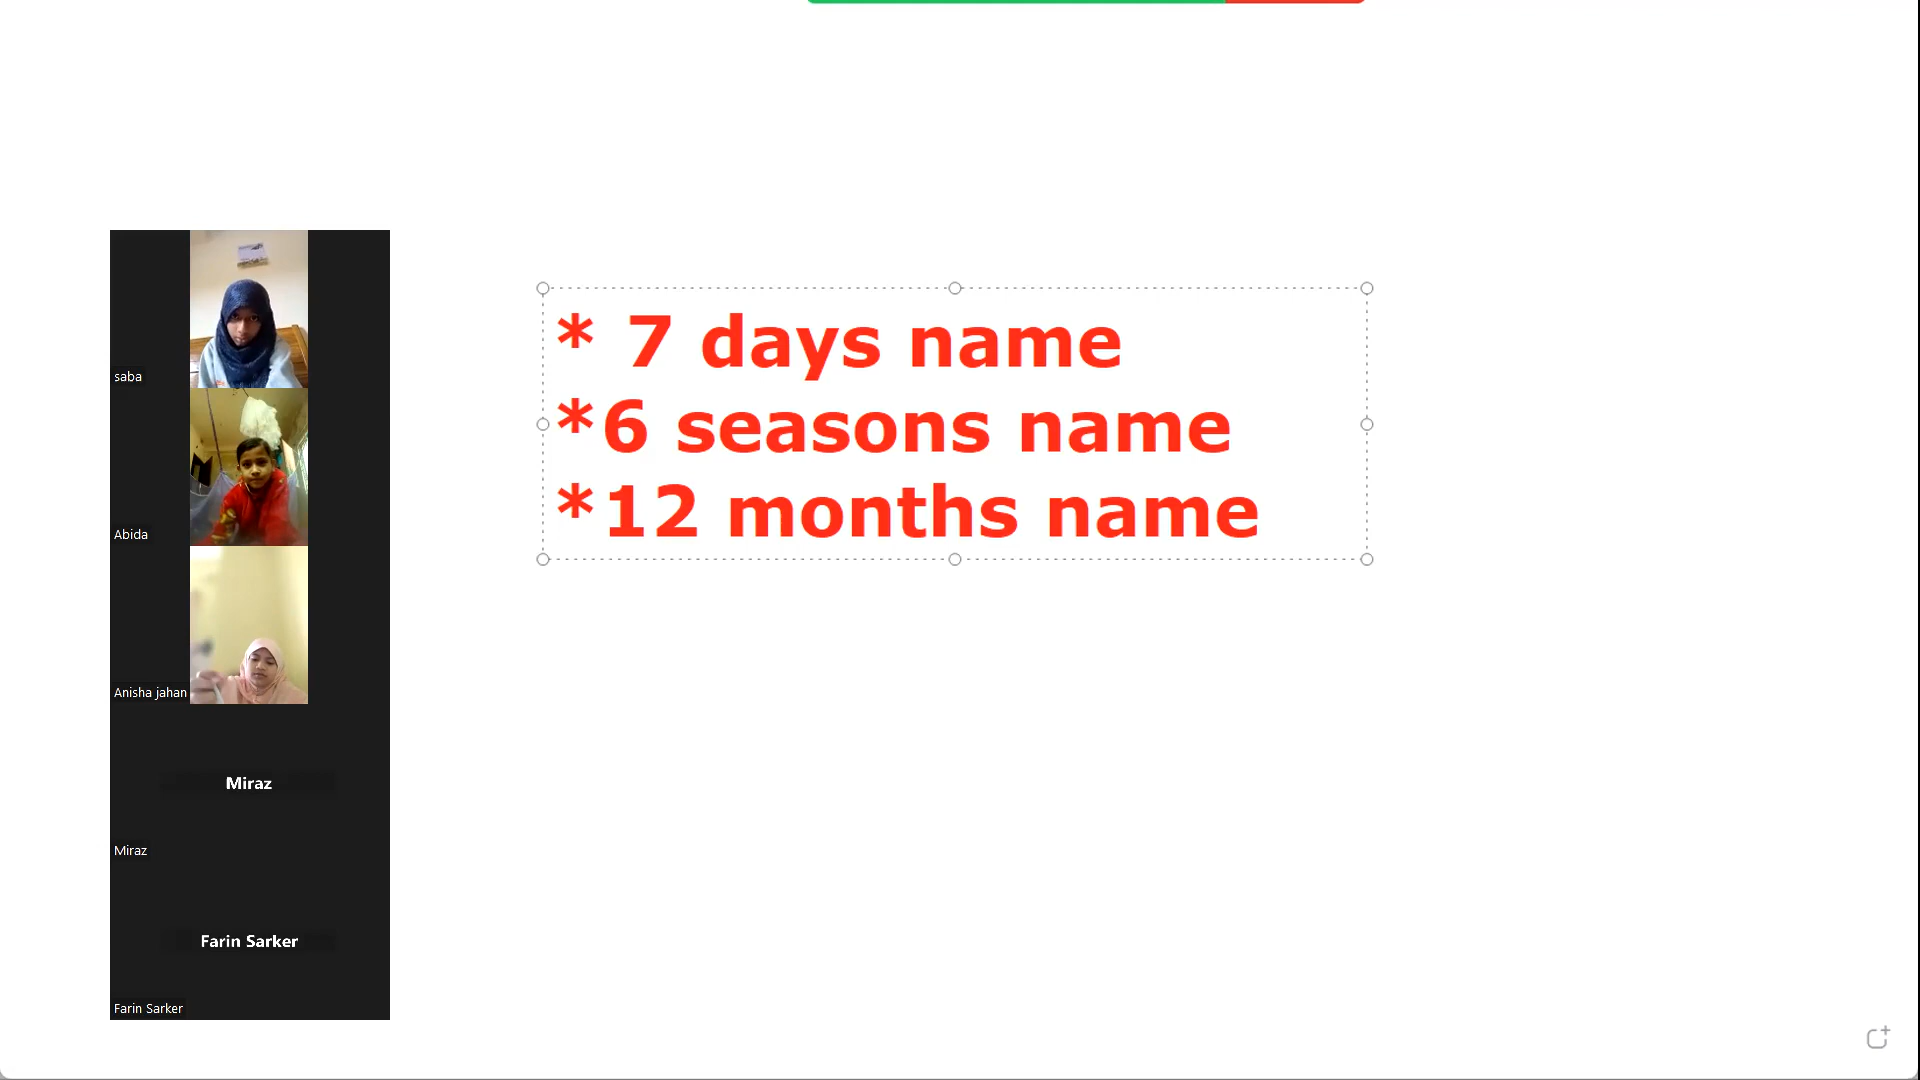 saba
Abida
Anisha jahan
Miraz
Miraz
Farin Sarker
Farin Sarker
* 7 days name
*6 seasons name
*12 months name